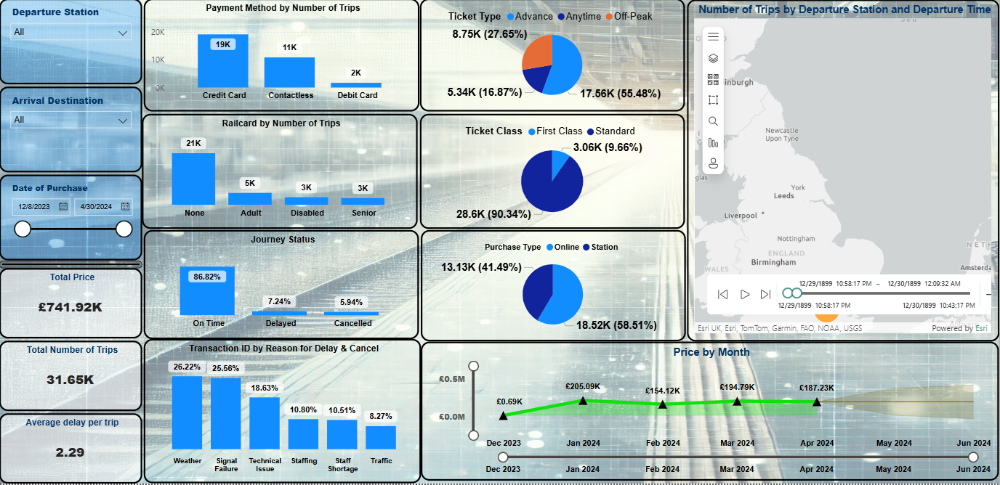 Departure Station
All
Arrival Destination
All
Date of Purchase
12/8/2023
4/30/2024
Total Price
£741.92K
Total Number of Trips
31.65K
Average delay per trip
2.29
Payment Method by Number of Trips
20K
10K
0K
19K
11K
2K
Credit Card
Contactless
Debit Card
Railcard by Number of Trips
21K
5K
3K
3K
None
Adult
Disabled
Senior
Journey Status
86.82%
7.24%
5.94%
On Time
Delayed
Cancelled
Transaction ID by Reason for Delay & Cancel
26.22%
25.56%
18.63%
10.80%
10.51%
8.27%
Weather
Signal
Failure
Technical
Issue
Staffing
Staff
Shortage
Traffic
Ticket Type
Advance
Anytime
Off-Peak
8.75K (27.65%)
5.34K (16.87%)
17.56K (55.48%)
Ticket Class
First Class
Standard
3.06K (9.66%)
28.6K (90.34%)
Purchase Type
Online
Station
13.13K (41.49%)
18.52K (58.51%)
Number of Trips by Departure Station and Departure Time
inburgh
Newcastle
Upon Tyne
glas
York
Leeds
Liverpool
Nottingham
ENGLAND
Birmingham
WALES
NETH
Amsterda
12/29/1899 10:58:17 PM – 12/30/1899 12:09:32 AM
12/29/1899 10:58:17 PM
12/30/1899 10:43:17 PM
Esri UK, Esri, TomTom, Garmin, FAO, NOAA, USGS
Powered by Esri
Price by Month
£0.5M
£0.0M
£0.69K
£205.09K
£154.12K
£194.79K
£187.23K
Dec 2023
Jan 2024
Feb 2024
Mar 2024
Apr 2024
May 2024
Jun 2024
Dec 2023
Jan 2024
Feb 2024
Mar 2024
Apr 2024
May 2024
Jun 2024